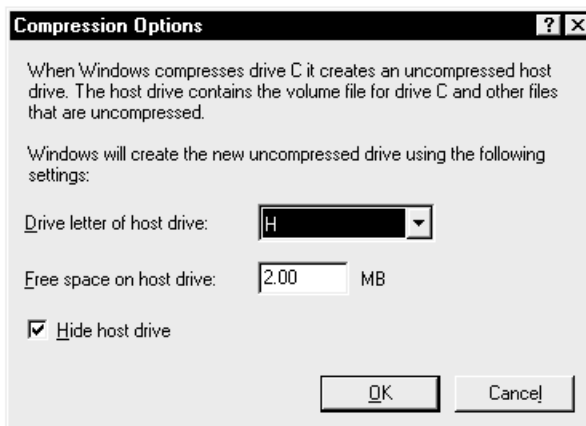 Compression Options
When Windows compresses drive C it creates an uncompressed host
drive. The host drive contains the volume file for drive C and other files
that are uncompressed.
Windows will create the new uncompressed drive using the following
settings:
Drive letter of host drive: H
Free space on host drive: 2.00 MB
Hide host drive
OK Cancel